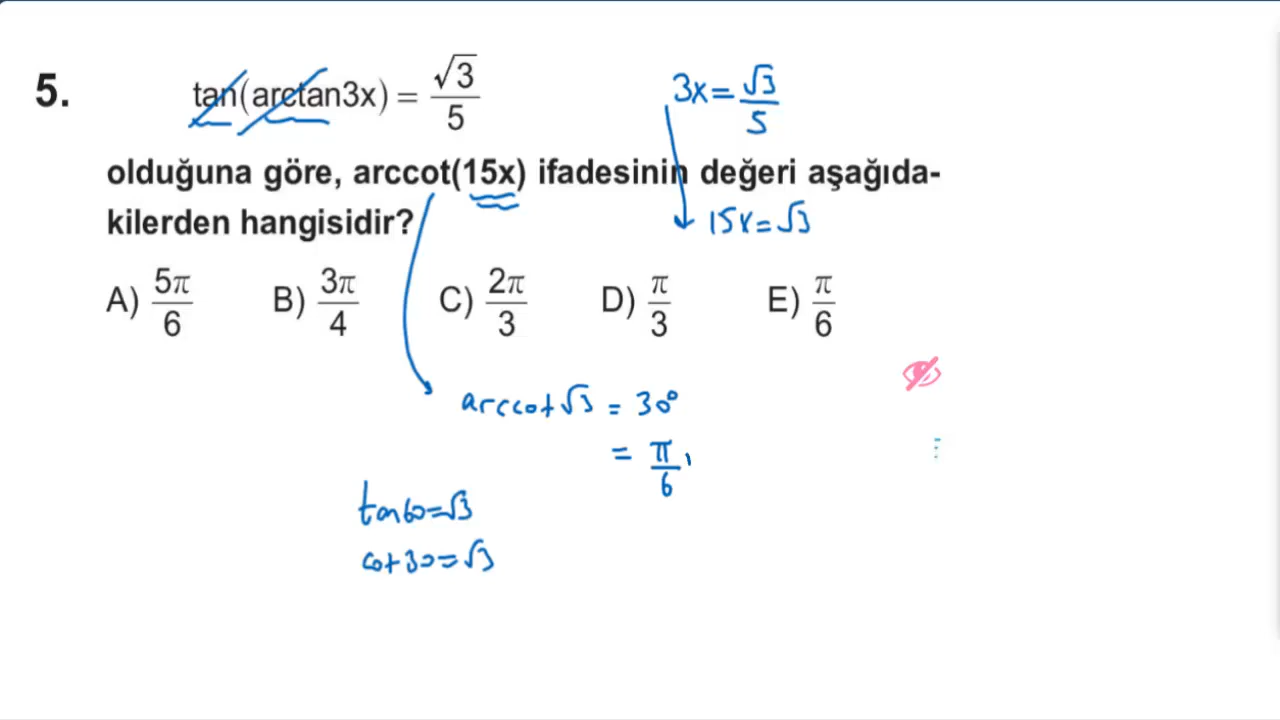 5. tan(arctan3x) = √3/5
3x = √3/5
olduğuna göre, arccot(15x) ifadesinin değeri aşağıda-
15x = √3
kilerden hangisidir?
A) 5π/6 B) 3π/4 C) 2π/3 D) π/3 E) π/6
arccot√3 = 30°
= π/6
tan60=√3
cot30=√3